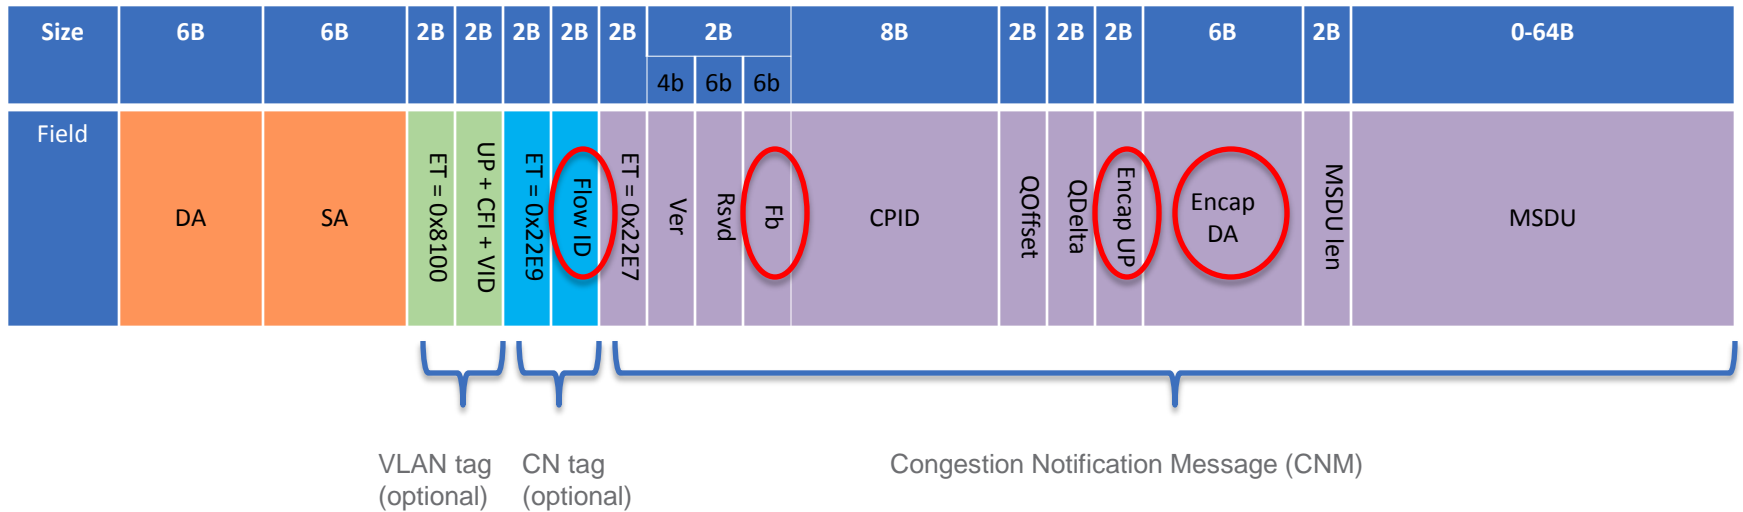 Size 6B 6B 2B 2B 2B 2B 2B 2B 8B 2B 2B 2B 6B 2B 0-64B
4b 6b 6b
Field
DA
SA
ET = 0x8100
UP + CFI + VID
ET = 0x22E9
Flow ID
ET = 0x22E7
Ver
Rsvd
Fb
CPID
QOffset
QDelta
Encap UP
Encap
DA
MSDU len
MSDU
VLAN tag
(optional)
CN tag
(optional)
Congestion Notification Message (CNM)